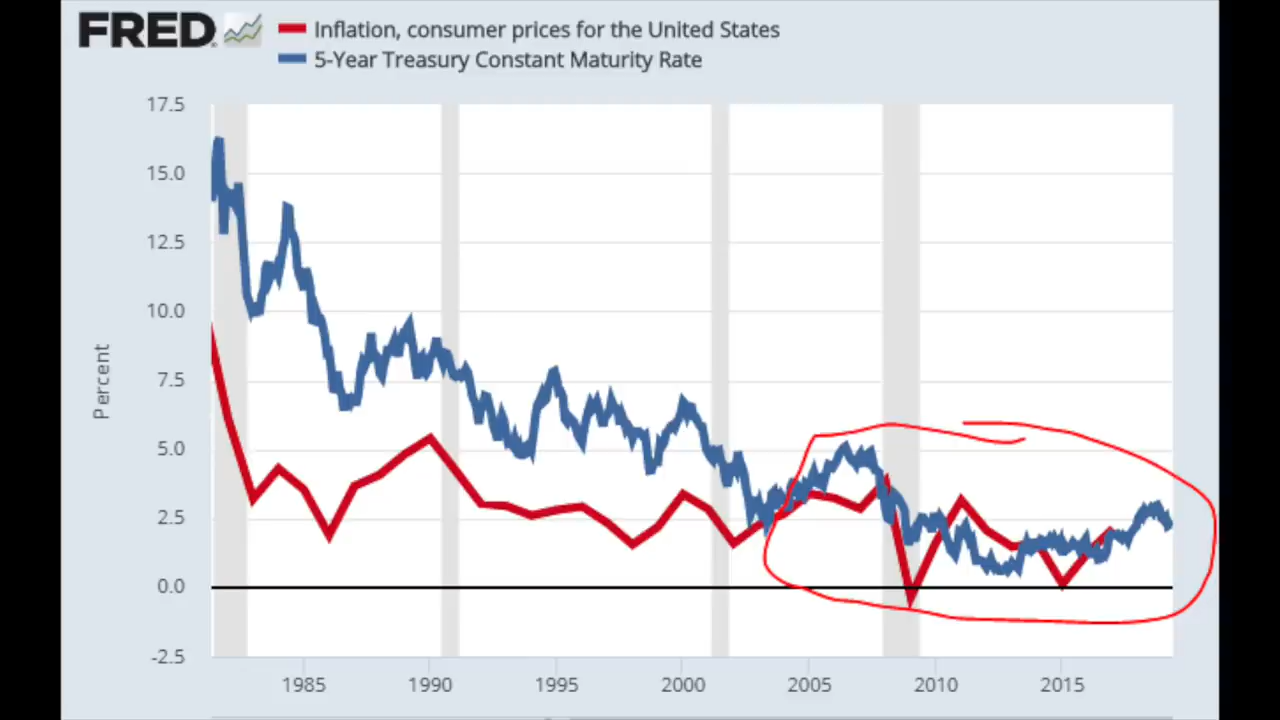 FRED
Inflation, consumer prices for the United States
5-Year Treasury Constant Maturity Rate
17.5
15.0
12.5
10.0
7.5
5.0
2.5
0.0
-2.5
Percent
1985 1990 1995 2000 2005 2010 2015